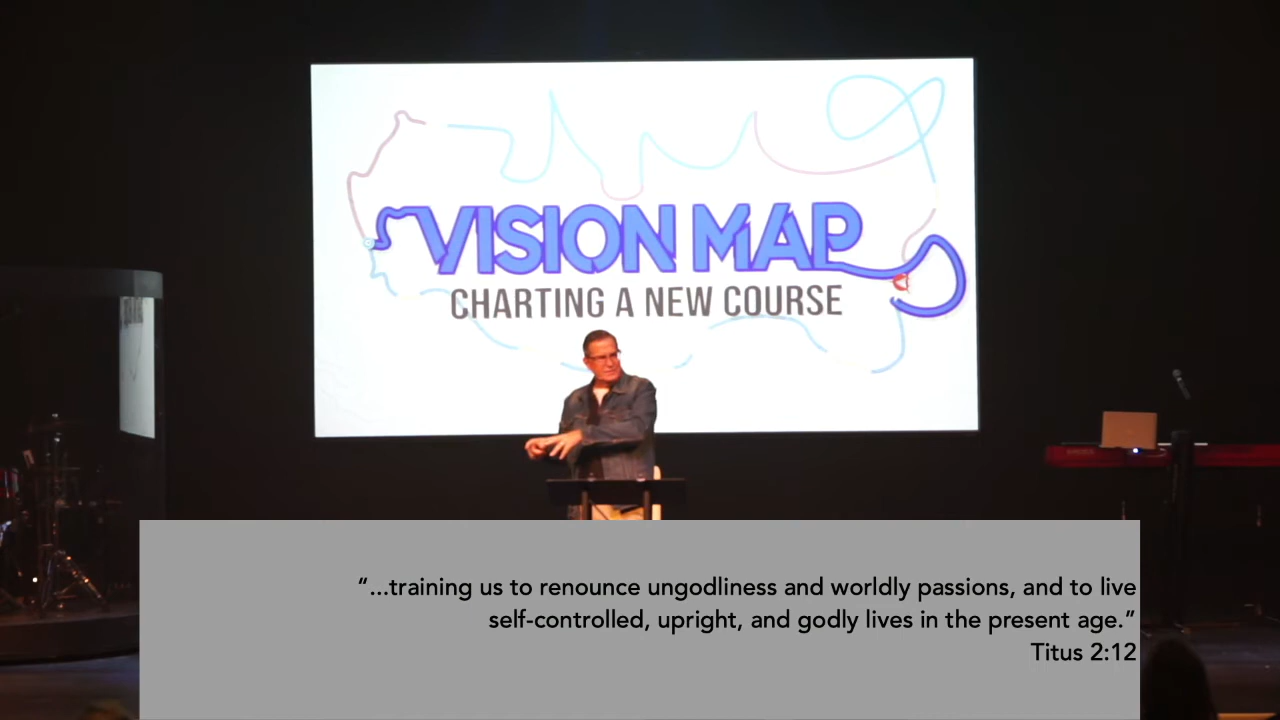 VISION MAP
CHARTING A NEW COURSE
“...training us to renounce ungodliness and worldly passions, and to live
self-controlled, upright, and godly lives in the present age.”
Titus 2:12